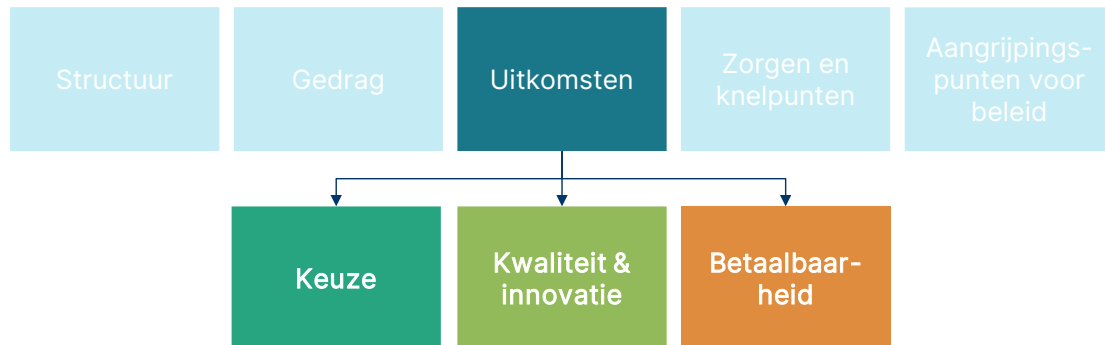 Structuur
Gedrag
Uitkomsten
Zorgen en
knelpunten
Aangrijpings-
punten voor
beleid
Keuze
Kwaliteit &
innovatie
Betaalbaar-
heid